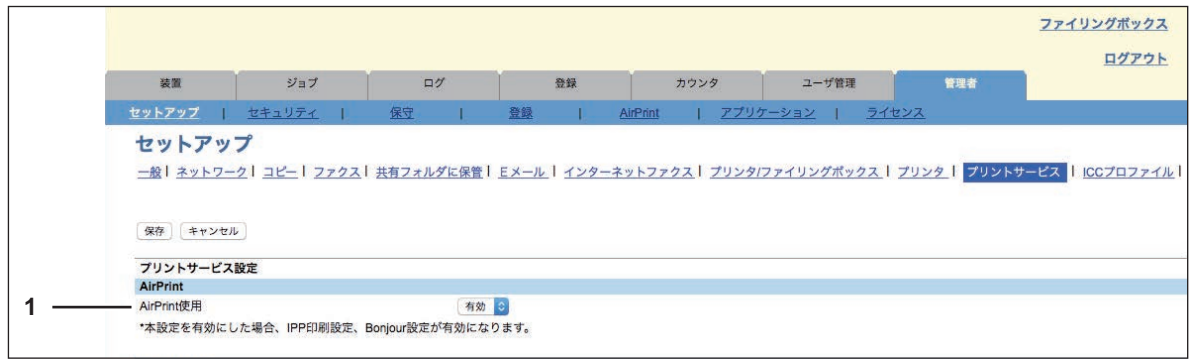 ファイリングボックス
ログアウト
装置 ジョブ ログ 登録 カウンタ ユーザ管理 管理者
セットアップ | セキュリティ | 保守 | 登録 | AirPrint | アプリケーション | ライセンス
セットアップ
一般 | ネットワーク | コピー | ファクス | 共有フォルダに保管 | Eメール | インターネットファクス | プリンタ/ファイリングボックス | プリンタ | プリントサービス | ICCプロファイル |
保存 キャンセル
プリントサービス設定
AirPrint
1 AirPrint使用 有効
*本設定を有効にした場合、IPP印刷設定、Bonjour設定が有効になります。